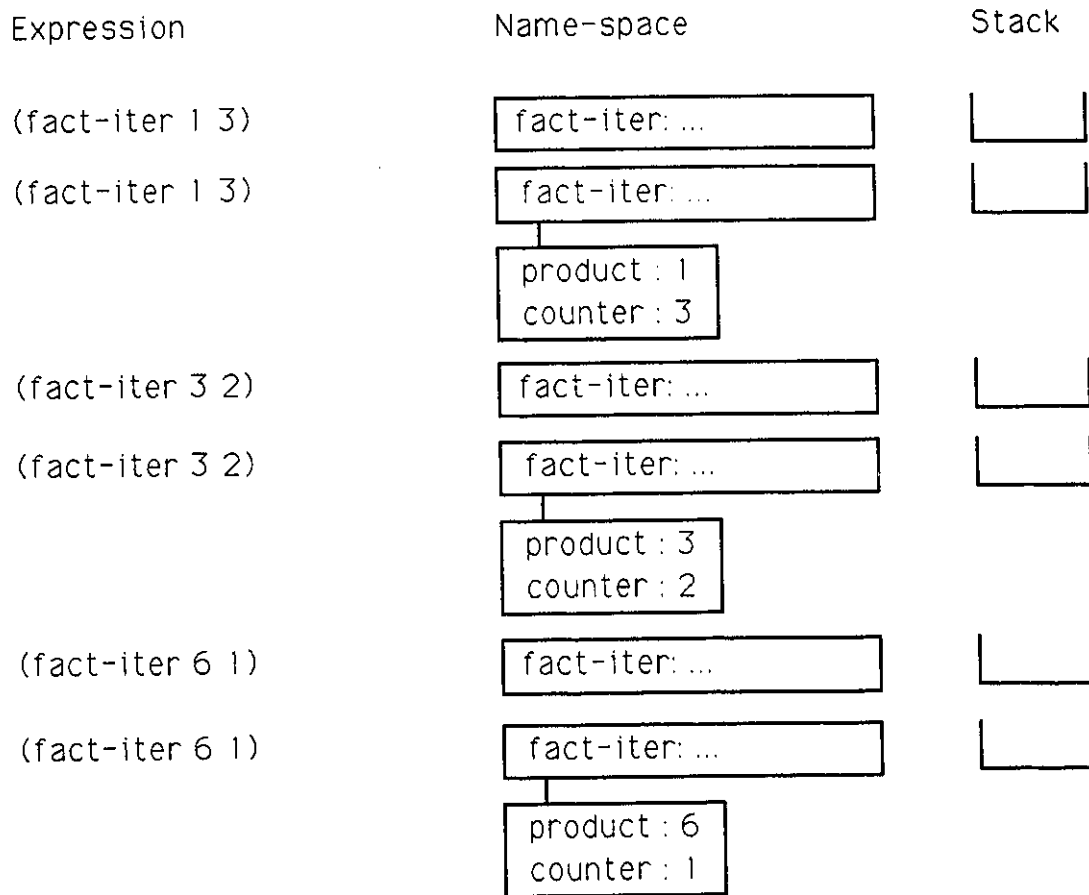 Expression Name-space Stack
(fact-iter 1 3) fact-iter: ...
(fact-iter 1 3) fact-iter: ...
product : 1
counter : 3
(fact-iter 3 2) fact-iter: ...
(fact-iter 3 2) fact-iter: ...
product : 3
counter : 2
(fact-iter 6 1) fact-iter: ...
(fact-iter 6 1) fact-iter: ...
product : 6
counter : 1